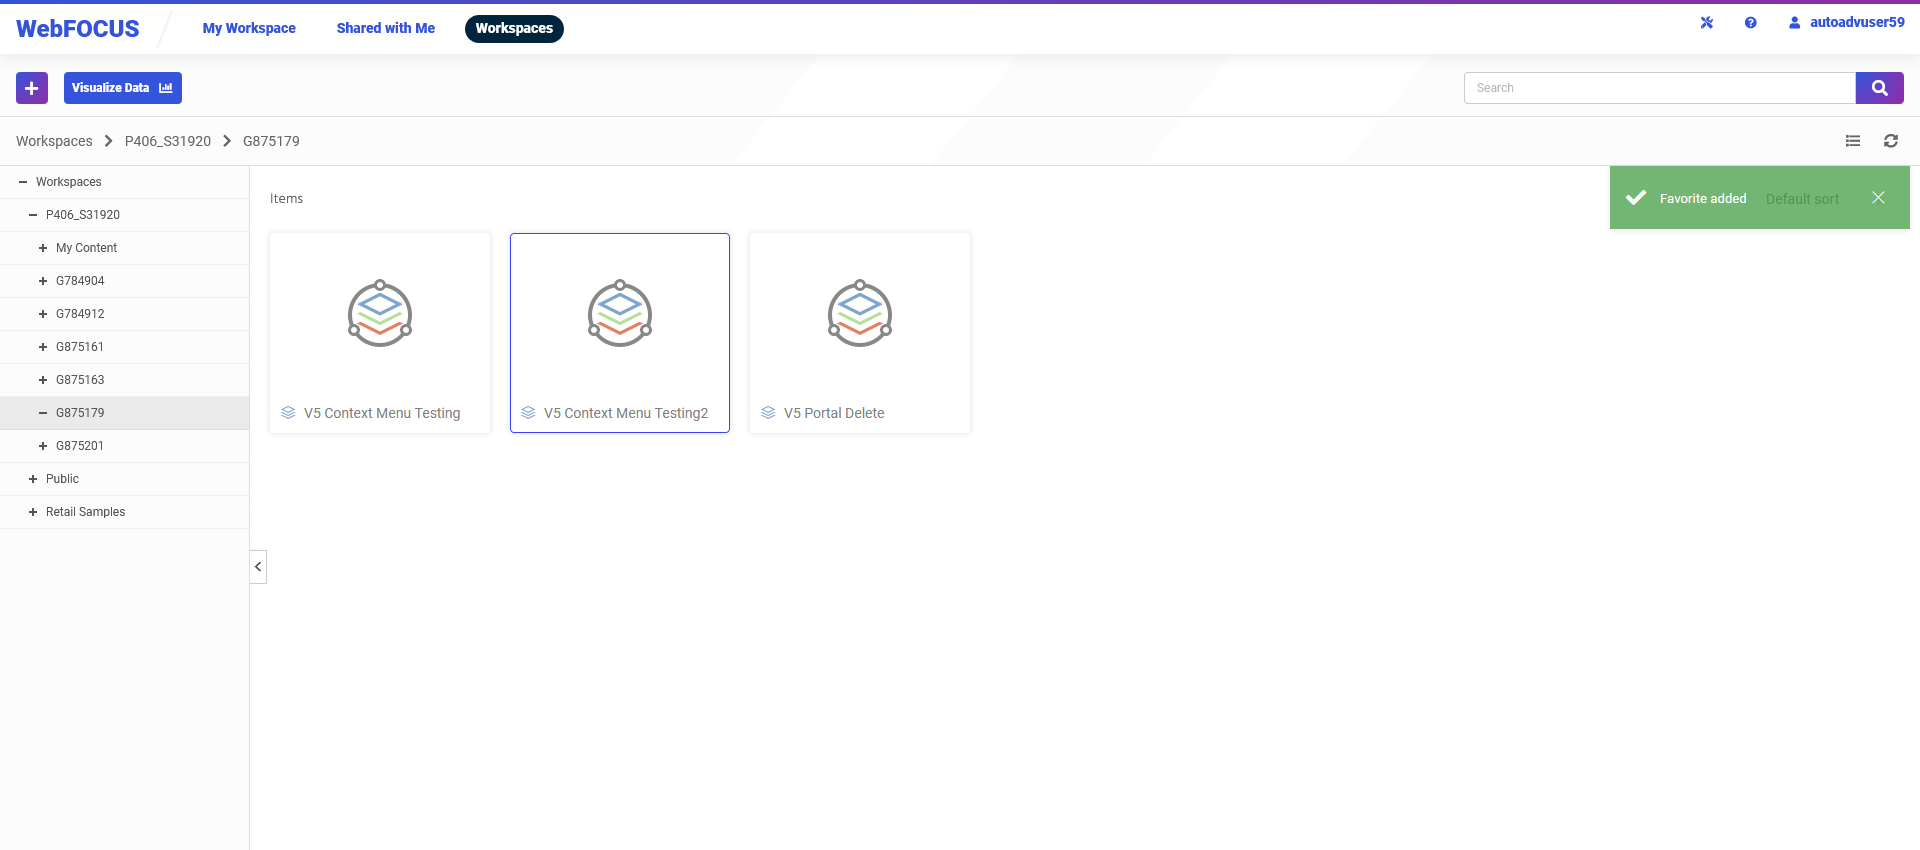 WebFOCUS
My Workspace
Shared with Me
Workspaces
autoadvuser59
Visualize Data
Search
Workspaces
P406_S31920
G875179
Workspaces
P406_S31920
My Content
G784904
G784912
G875161
G875163
G875179
G875201
Public
Retail Samples
Items
Favorite added
Default sort
V5 Context Menu Testing
V5 Context Menu Testing2
V5 Portal Delete